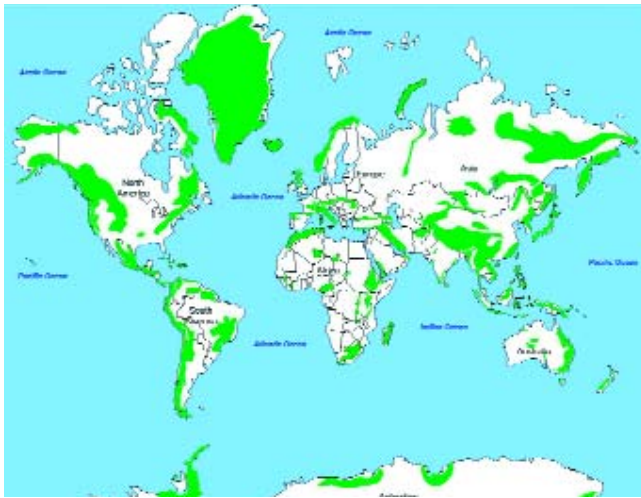 Arctic Ocean
Arctic Ocean
North
America
Europe
Asia
Atlantic Ocean
Pacific Ocean
Pacific Ocean
Africa
South
America
Atlantic Ocean
Indian Ocean
Australia
Antarctica